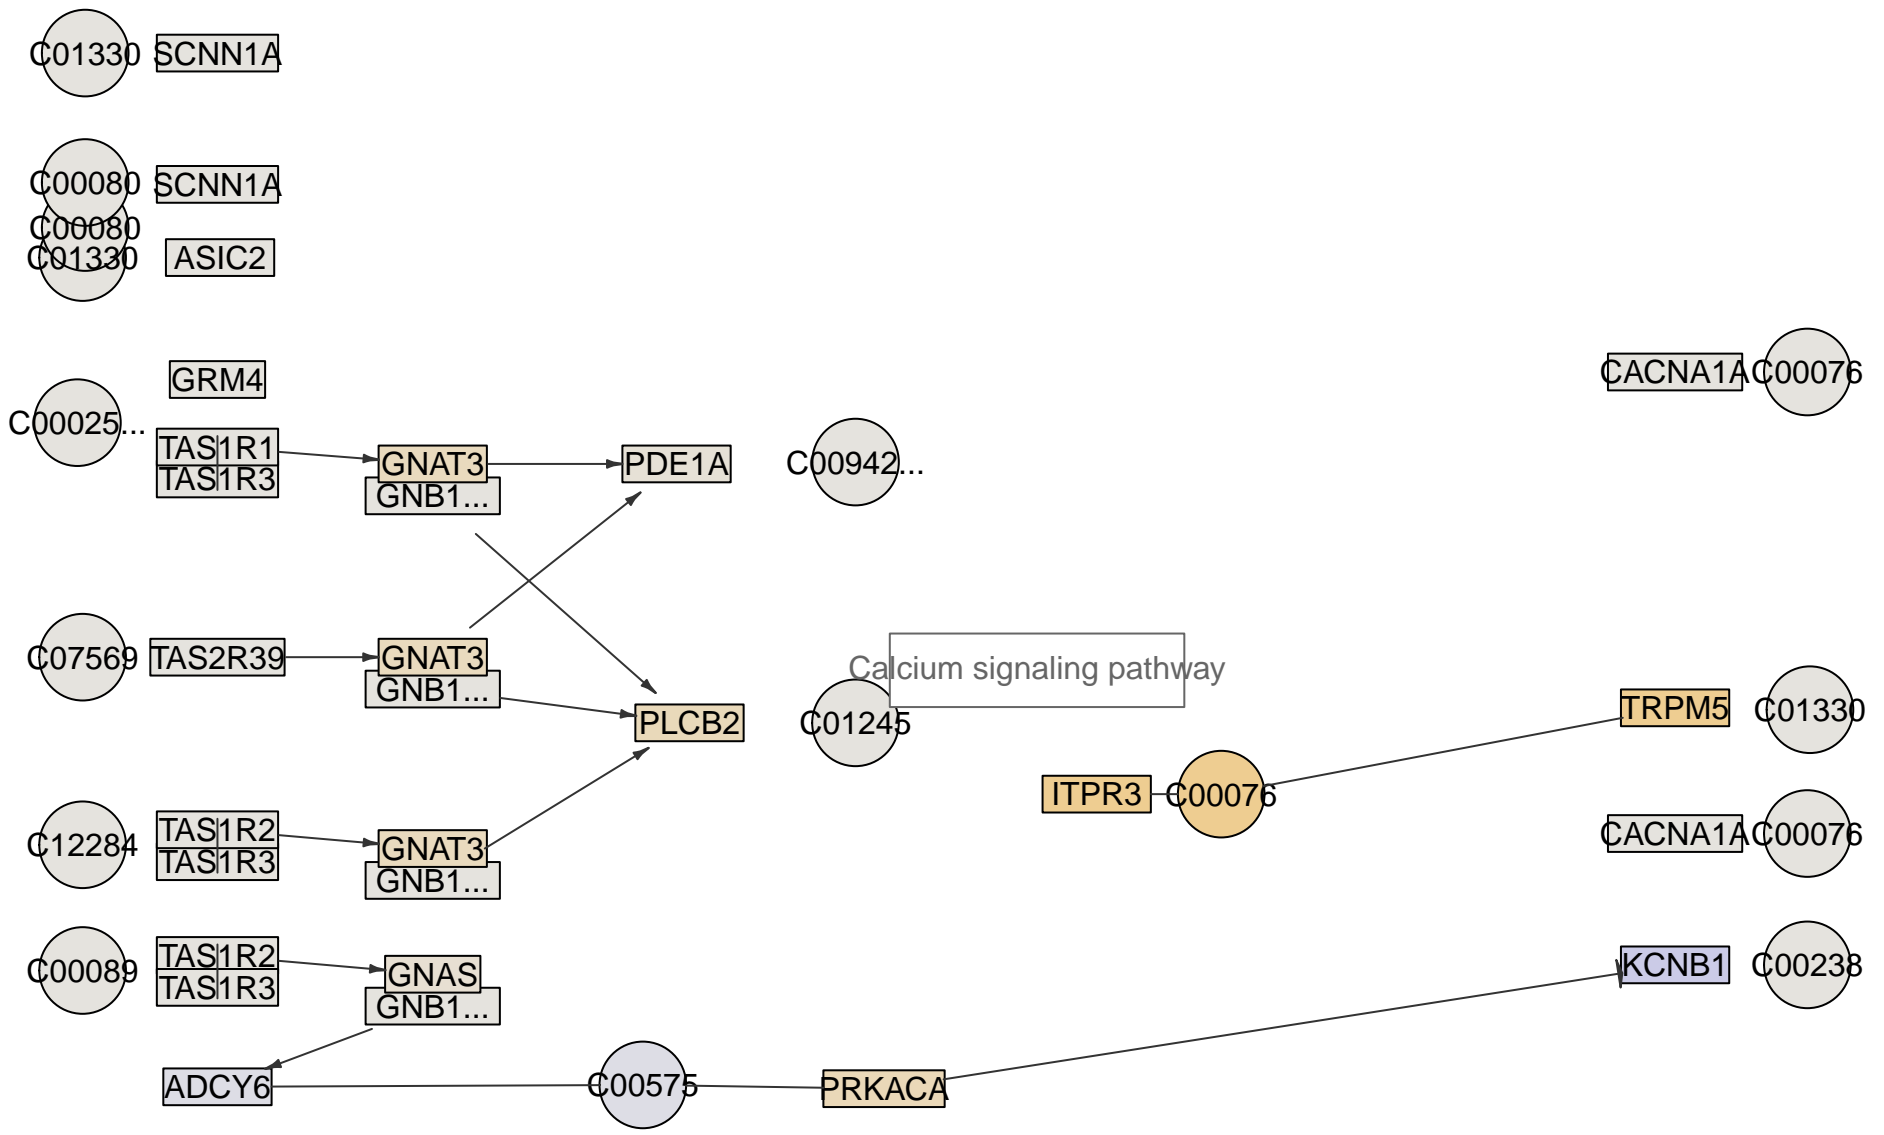 C01330 SCNN1A
C00080 SCNN1A
C00080
C01330 ASIC2
GRM4
CACNA1A C00076
C00025...
TAS1R1
TAS1R3
GNAT3
GNB1...
PDE1A
C00942...
C07569 TAS2R39
GNAT3
GNB1...
Calcium signaling pathway
PLCB2
C01245
TRPM5 C01330
ITPR3 C00076
C12284
TAS1R2
TAS1R3
GNAT3
GNB1...
CACNA1A C00076
C00089
TAS1R2
TAS1R3
GNAS
GNB1...
KCNB1 C00238
ADCY6 C00575 PRKACA